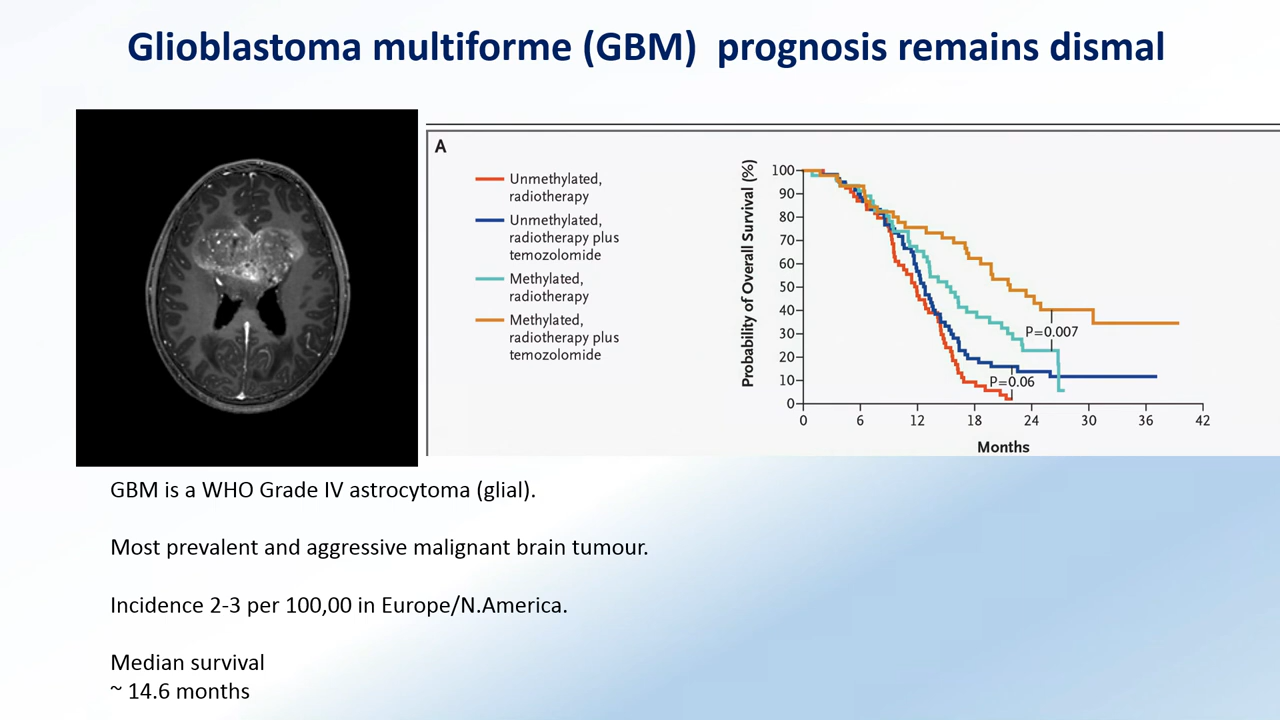 Glioblastoma multiforme (GBM)  prognosis remains dismal
A
Unmethylated,
radiotherapy
Unmethylated,
radiotherapy plus
temozolomide
Methylated,
radiotherapy
Methylated,
radiotherapy plus
temozolomide
Probability of Overall Survival (%)
100
90
80
70
60
50
40
30
20
10
0
P=0.007
P=0.06
0 6 12 18 24 30 36 42
Months
GBM is a WHO Grade IV astrocytoma (glial).
Most prevalent and aggressive malignant brain tumour.
Incidence 2-3 per 100,00 in Europe/N.America.
Median survival
~ 14.6 months